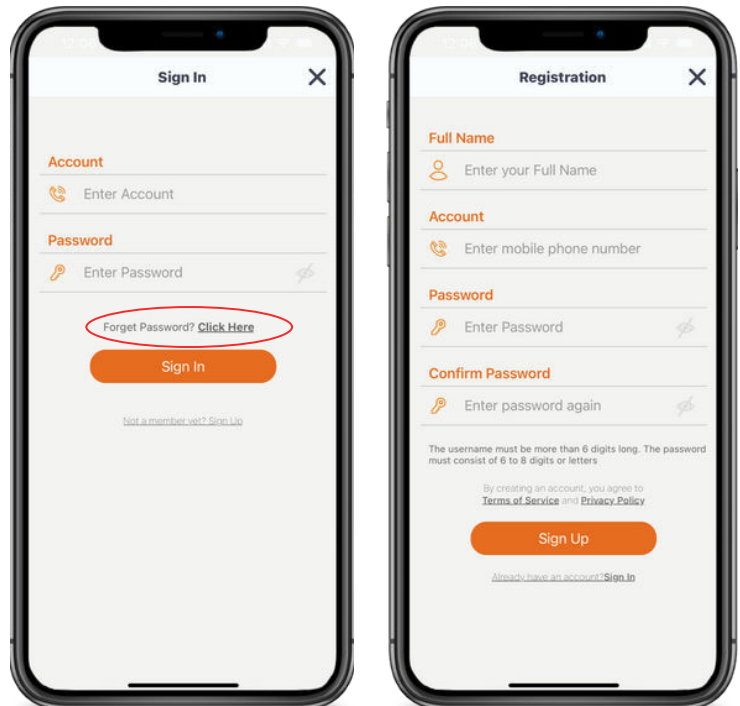 Sign In
Account
Enter Account
Password
Enter Password
Forget Password? Click Here
Sign In
Not a member yet? Sign Up
Registration
Full Name
Enter your Full Name
Account
Enter mobile phone number
Password
Enter Password
Confirm Password
Enter password again
The username must be more than 6 digits long. The password
must consist of 6 to 8 digits or letters
By creating an account, you agree to
Terms of Service and Privacy Policy
Sign Up
Already have an account?Sign In